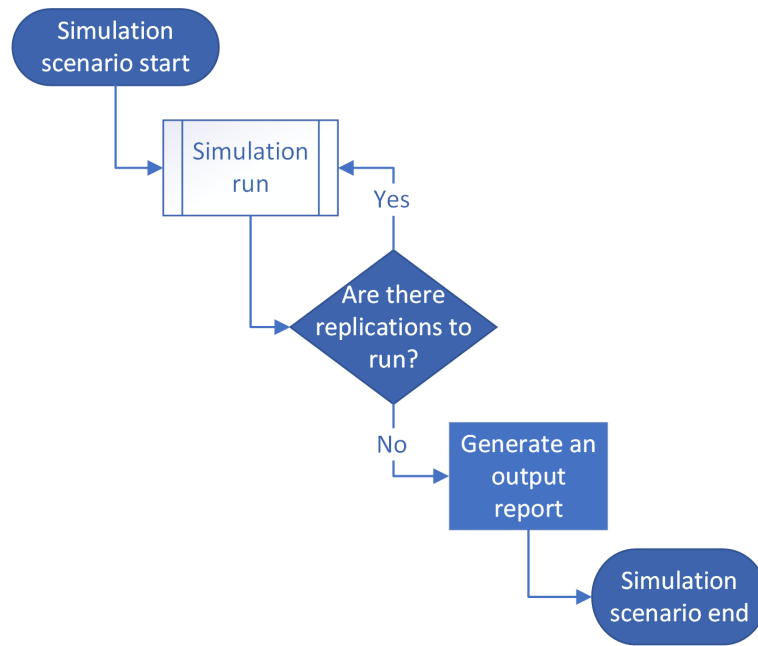 Simulation
scenario start
Simulation
run
Yes
Are there
replications to
run?
No
Generate an
output
report
Simulation
scenario end